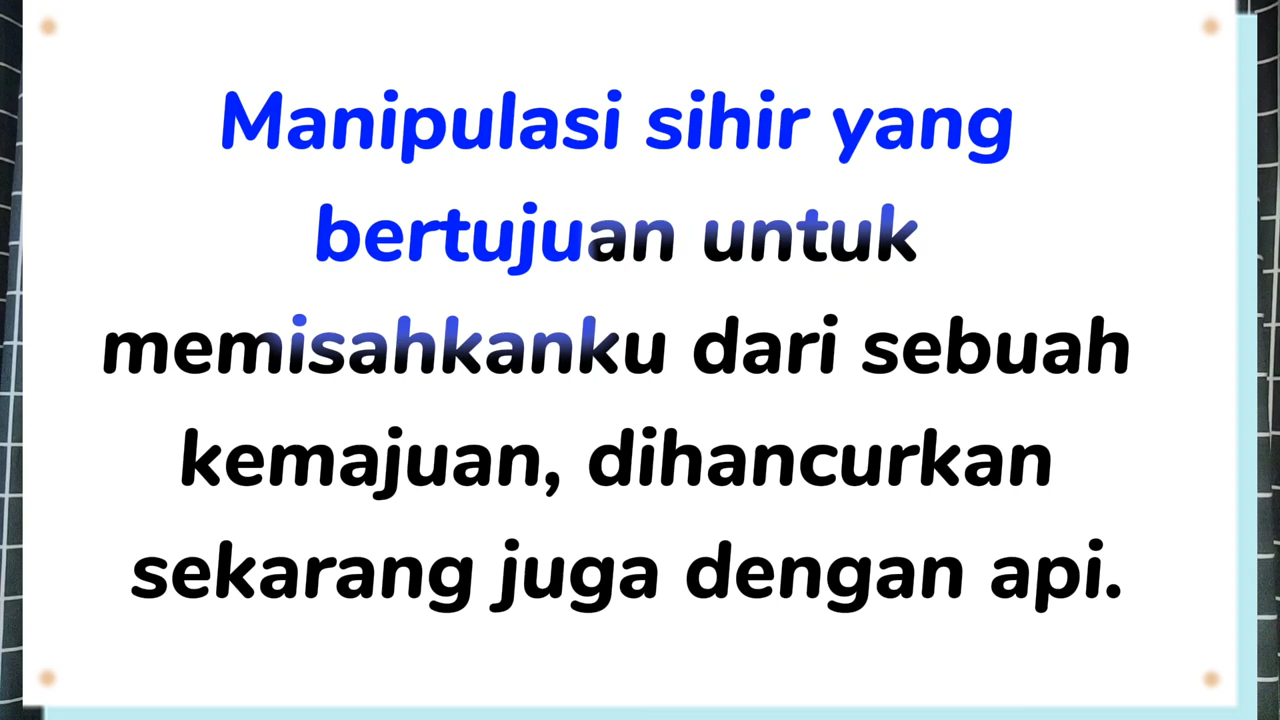 Manipulasi sihir yang
bertujuan untuk
memisahkanku dari sebuah
kemajuan, dihancurkan
sekarang juga dengan api.